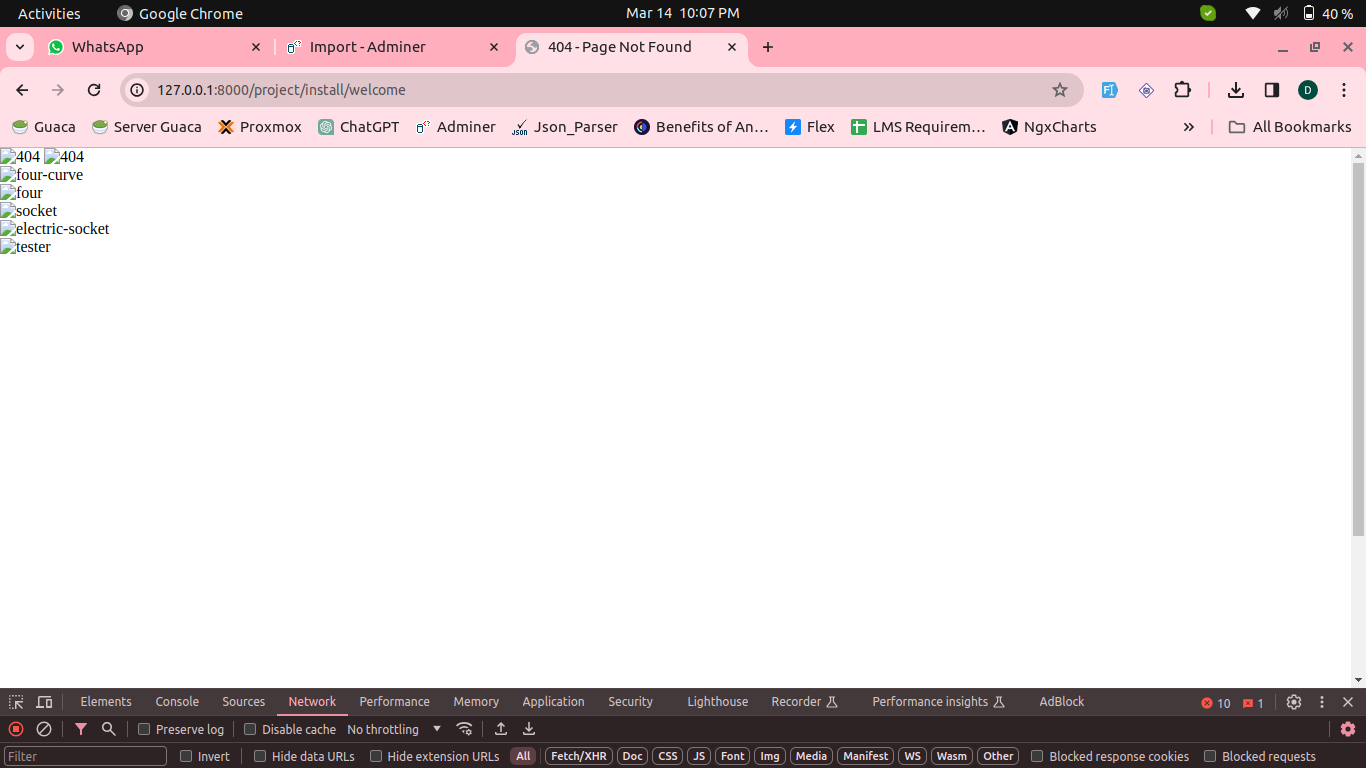 Activities Google Chrome Mar 14 10:07 PM 40 %
WhatsApp Import - Adminer 404 - Page Not Found
127.0.0.1:8000/project/install/welcome D
Guaca Server Guaca Proxmox ChatGPT Adminer Json_Parser Benefits of An... Flex LMS Requirem... NgxCharts All Bookmarks
404 404
four-curve
four
socket
electric-socket
tester
Elements Console Sources Network Performance Memory Application Security Lighthouse Recorder Performance insights AdBlock 10 1
Preserve log Disable cache No throttling
Filter Invert Hide data URLs Hide extension URLs All Fetch/XHR Doc CSS JS Font Img Media Manifest WS Wasm Other Blocked response cookies Blocked requests